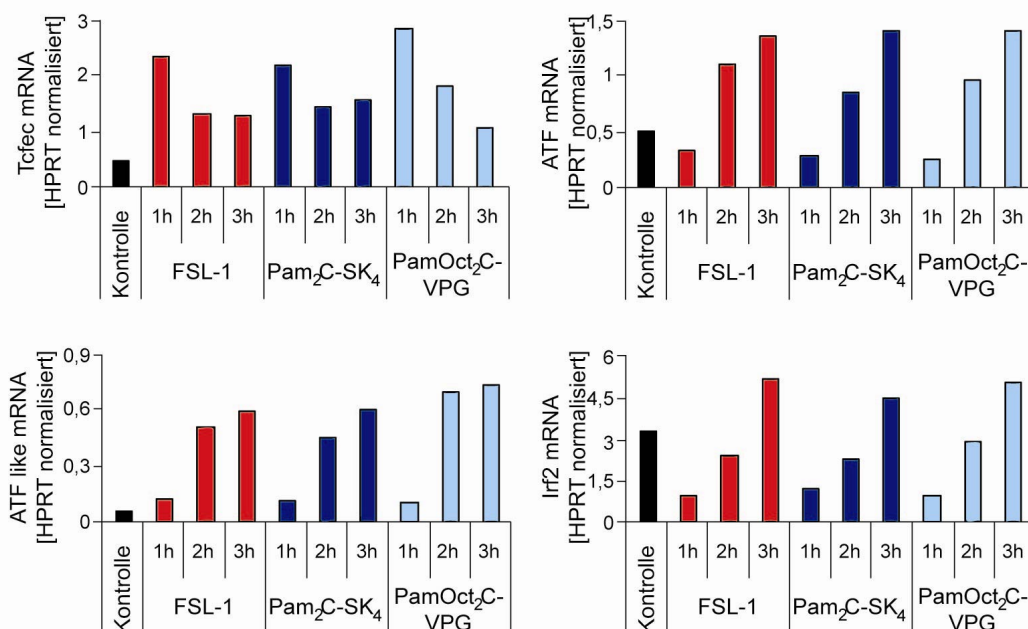 Tcfec mRNA
[HPRT normalisiert]
3
2
1
0
1h 2h 3h 1h 2h 3h 1h 2h 3h
Kontrolle
FSL-1
Pam2C-SK4
PamOct2C-
VPG
ATF mRNA
[HPRT normalisiert]
1,5
1
0,5
0
1h 2h 3h 1h 2h 3h 1h 2h 3h
Kontrolle
FSL-1
Pam2C-SK4
PamOct2C-
VPG
ATF like mRNA
[HPRT normalisiert]
0,9
0,6
0,3
0
1h 2h 3h 1h 2h 3h 1h 2h 3h
Kontrolle
FSL-1
Pam2C-SK4
PamOct2C-
VPG
Irf2 mRNA
[HPRT normalisiert]
6
4,5
3
1,5
0
1h 2h 3h 1h 2h 3h 1h 2h 3h
Kontrolle
FSL-1
Pam2C-SK4
PamOct2C-
VPG